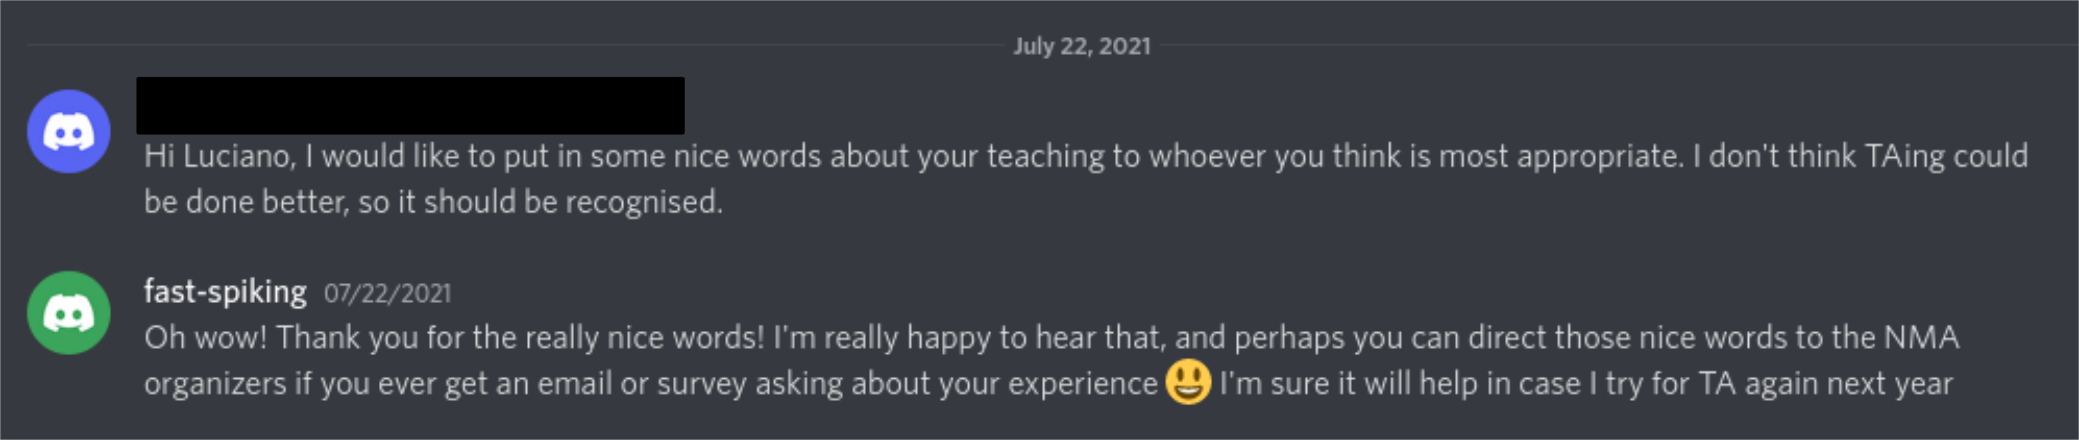 July 22, 2021
Hi Luciano, I would like to put in some nice words about your teaching to whoever you think is most appropriate. I don't think TAing could
be done better, so it should be recognised.
fast-spiking 07/22/2021
Oh wow! Thank you for the really nice words! I'm really happy to hear that, and perhaps you can direct those nice words to the NMA
organizers if you ever get an email or survey asking about your experience 😃 I'm sure it will help in case I try for TA again next year